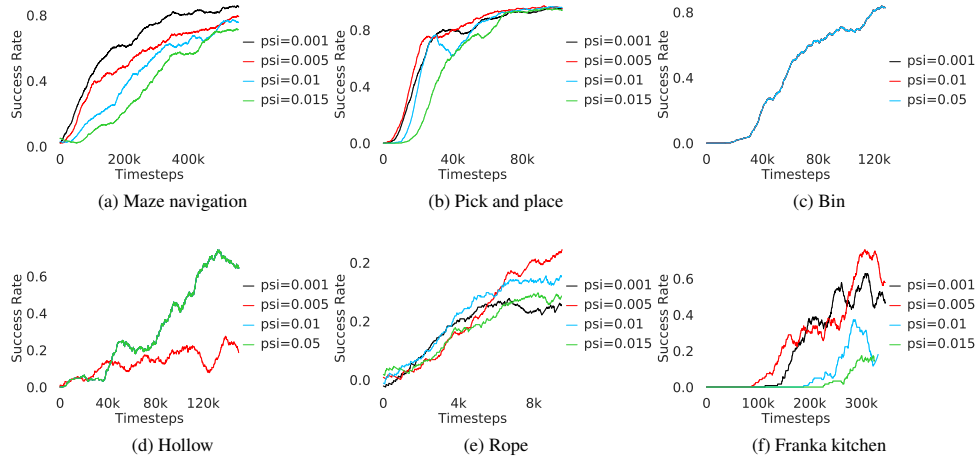 Success Rate
0.8
0.4
0.0
0
200k
400k
Timesteps
psi=0.001
psi=0.005
psi=0.01
psi=0.015
(a) Maze navigation
Success Rate
0.8
0.4
0.0
0
40k
80k
Timesteps
psi=0.001
psi=0.005
psi=0.01
psi=0.015
(b) Pick and place
Success Rate
0.8
0.4
0.0
0
40k
80k
120k
Timesteps
psi=0.001
psi=0.005
psi=0.05
(c) Bin
Success Rate
0.6
0.4
0.2
0.0
0
40k
80k
120k
Timesteps
psi=0.001
psi=0.005
psi=0.01
psi=0.05
(d) Hollow
Success Rate
0.2
0.2
0.0
0
4k
8k
Timesteps
psi=0.001
psi=0.005
psi=0.01
psi=0.015
(e) Rope
Success Rate
0.6
0.4
0.2
0.0
0
100k
200k
300k
Timesteps
psi=0.001
psi=0.005
psi=0.01
psi=0.015
(f) Franka kitchen